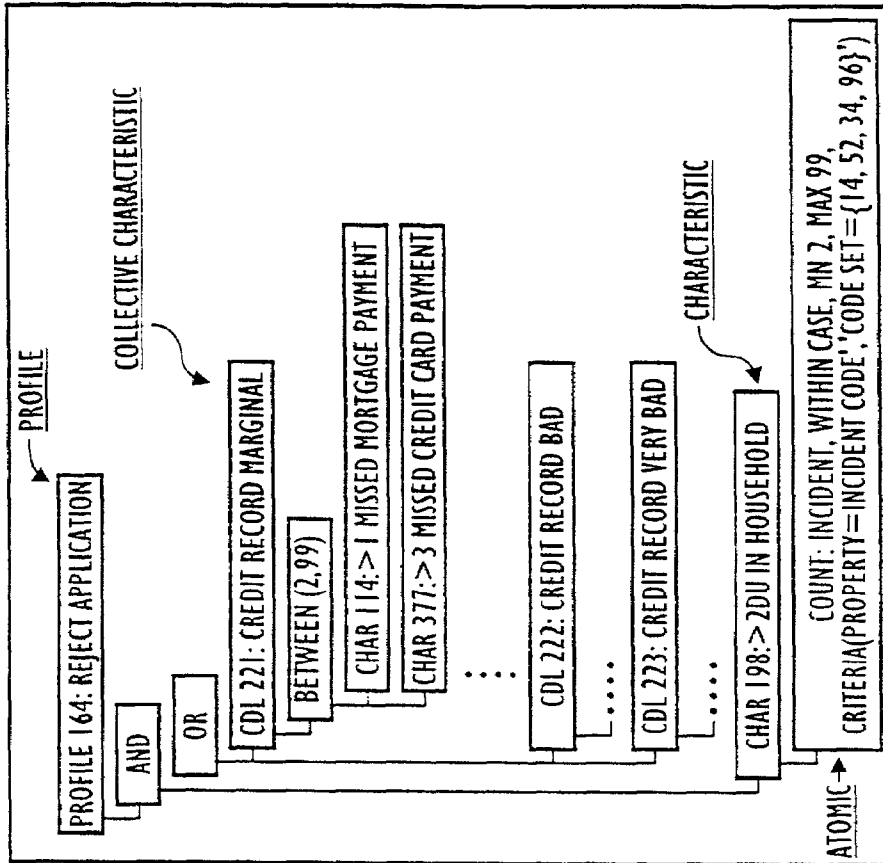 PROFILE
PROFILE 164: REJECT APPLICATION
AND
OR
COLLECTIVE CHARACTERISTIC
CDL 221: CREDIT RECORD MARGINAL
BETWEEN (2,99)
CHAR 114:> 1 MISSED MORTGAGE PAYMENT
CHAR 377:> 3 MISSED CREDIT CARD PAYMENT
....
CDL 222: CREDIT RECORD BAD
....
CDL 223: CREDIT RECORD VERY BAD
....
CHARACTERISTIC
CHAR 198:> 2DU IN HOUSEHOLD
ATOMIC
COUNT: INCIDENT, WITHIN CASE, MN 2, MAX 99,
CRITERIA(PROPERTY=INCIDENT CODE','CODE SET={14, 52, 34, 96}')